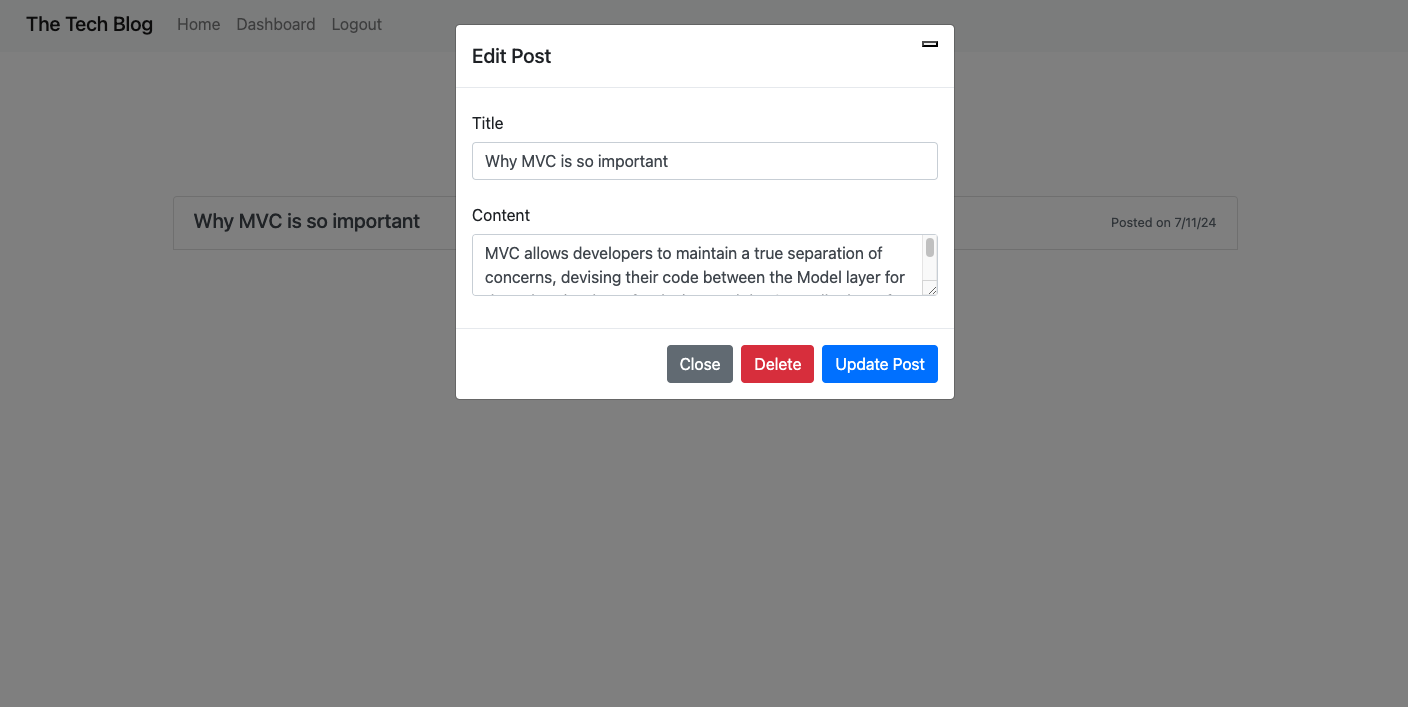 The Tech Blog Home Dashboard Logout
Edit Post
Title
Why MVC is so important
Content
MVC allows developers to maintain a true separation of
concerns, devising their code between the Model layer for
Close Delete Update Post
Why MVC is so important Posted on 7/11/24